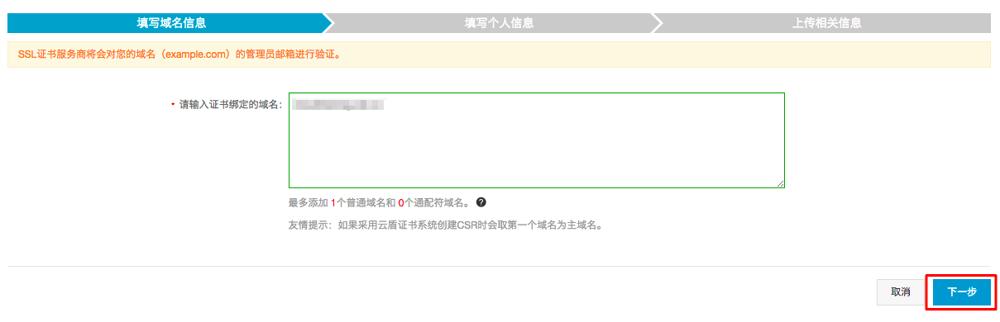 填写域名信息 填写个人信息 上传相关信息
SSL证书服务商将会对您的域名（example.com）的管理员邮箱进行验证。
* 请输入证书绑定的域名：
最多添加 1个普通域名和 0个通配符域名。 ?
友情提示：如果采用云盾证书系统创建CSR时会取第一个域名为主域名。
取消 下一步